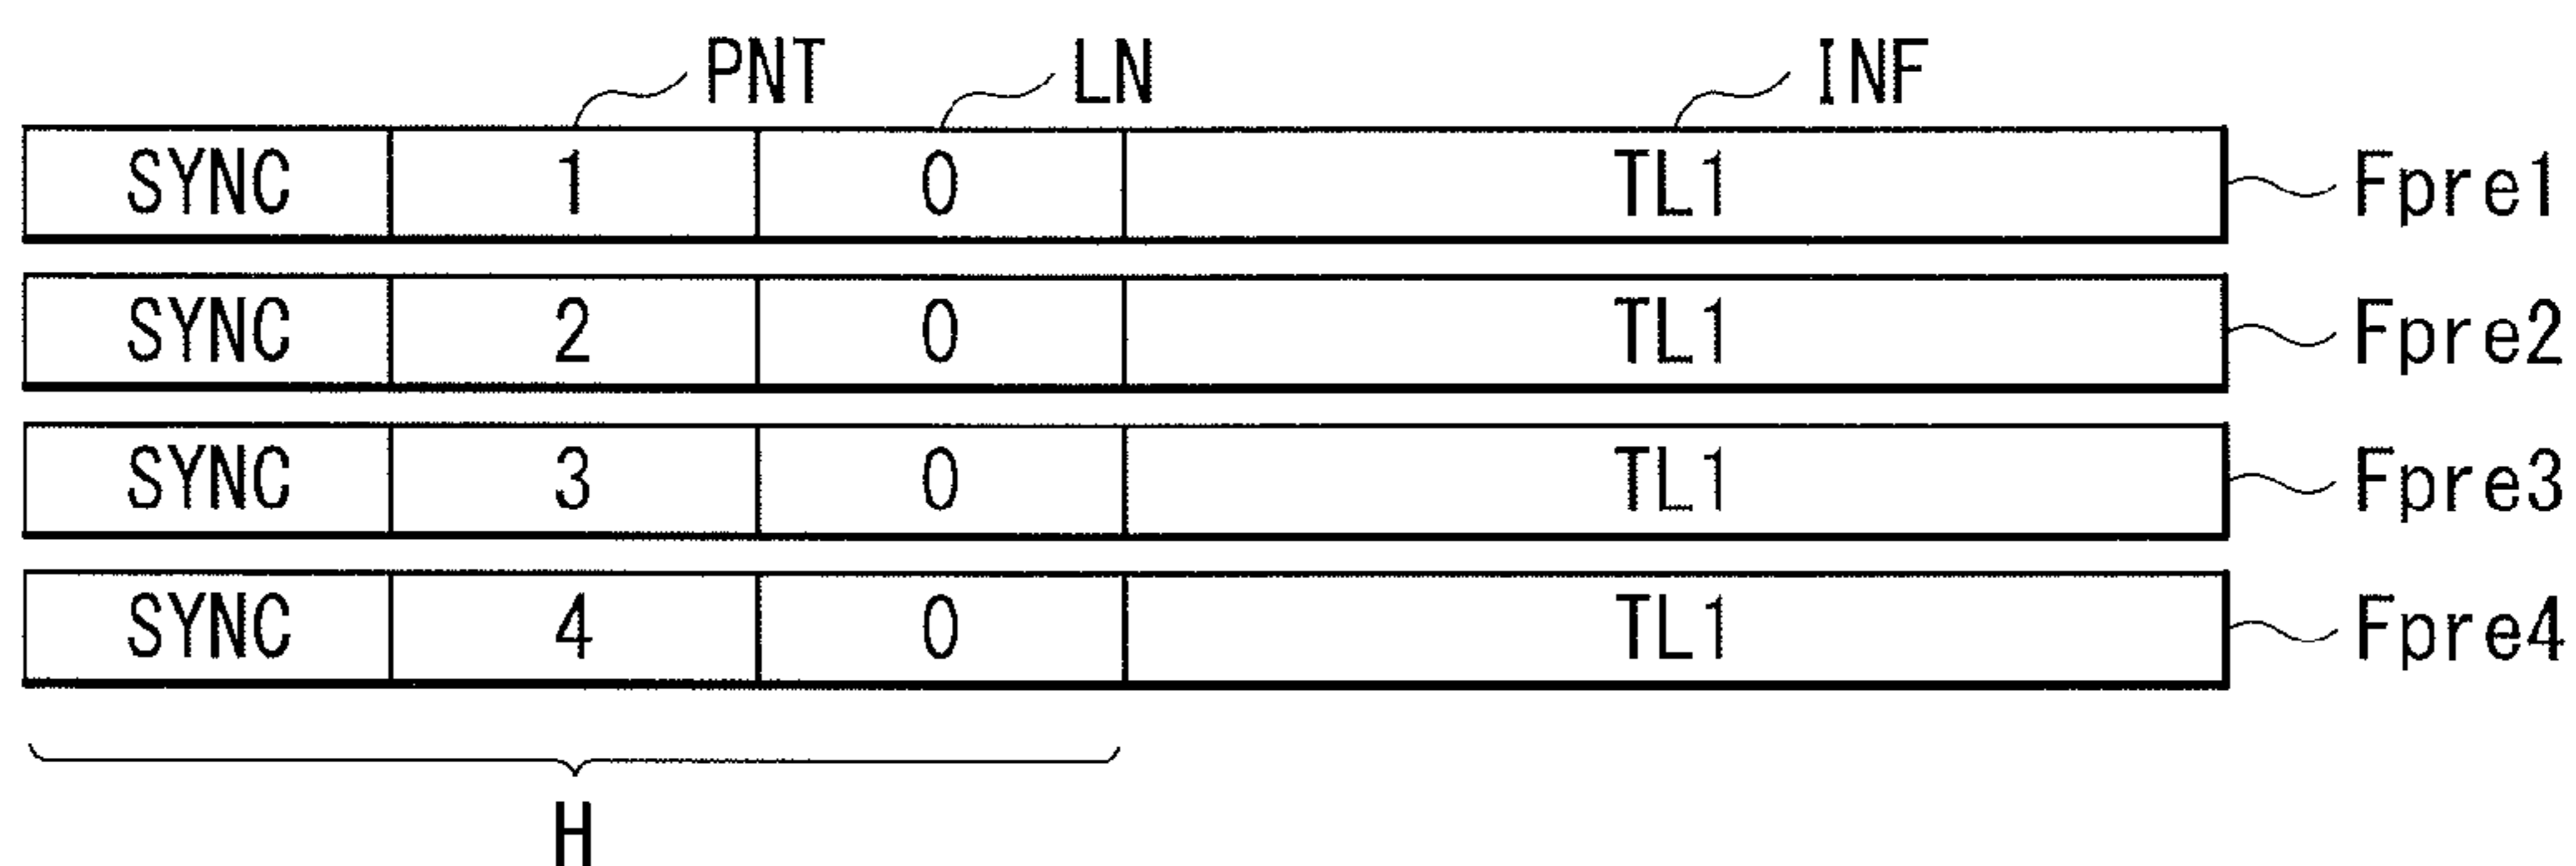 PNT LN INF
SYNC 1 0 TL1 Fpre1
SYNC 2 0 TL1 Fpre2
SYNC 3 0 TL1 Fpre3
SYNC 4 0 TL1 Fpre4
H